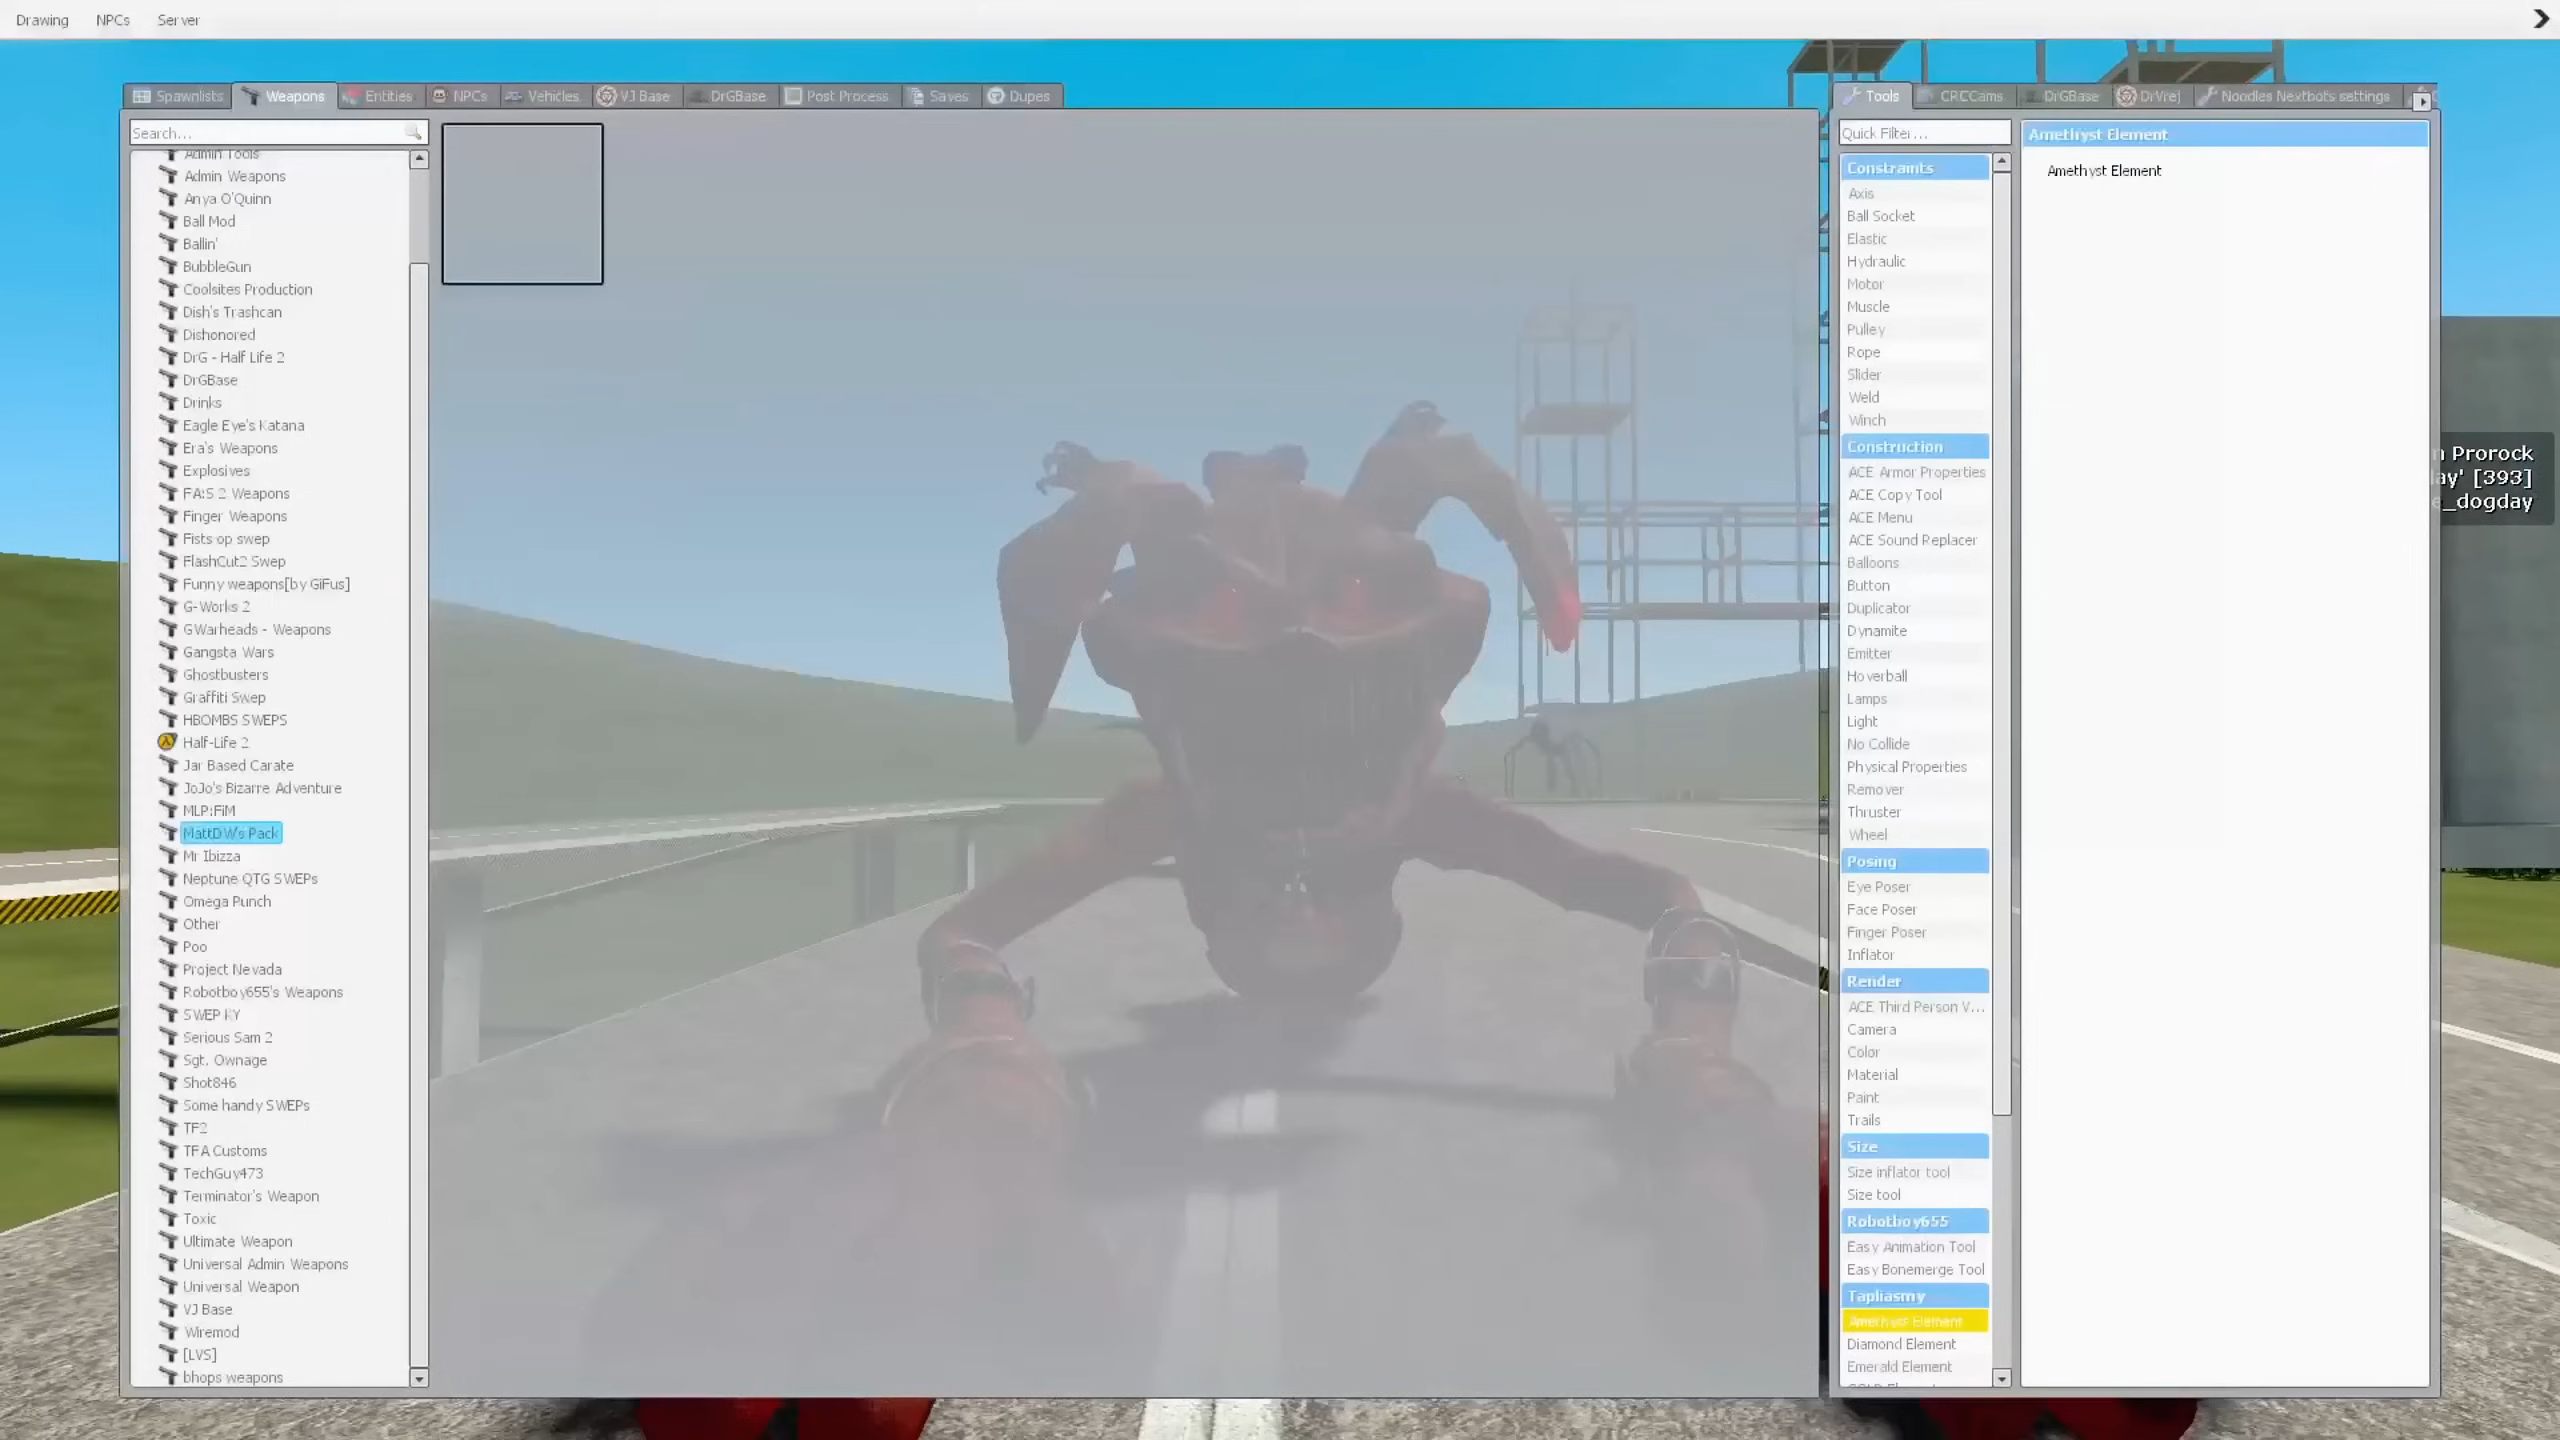 Drawing NPCs Server
Spawnlists Weapons Entities NPCs Vehicles VJ Base DrGBase Post Process Saves Dupes
Search...
Admin Tools
Admin Weapons
Anya O'Quinn
Ball Mod
Ballin'
BubbleGun
Coolsites Production
Dish's Trashcan
Dishonored
DrG - Half Life 2
DrGBase
Drinks
Eagle Eye's Katana
Era's Weapons
Explosives
FA:S 2 Weapons
Finger Weapons
Fists op swep
FlashCut2 Swep
Funny weapons[by GiFus]
G-Works 2
GWarheads - Weapons
Gangsta Wars
Ghostbusters
Graffiti Swep
HBOMBS SWEPS
Half-Life 2
Jar Based Carate
JoJo's Bizarre Adventure
MLP:FiM
MattDW's Pack
Mr Ibizza
Neptune QTG SWEPs
Omega Punch
Other
Poo
Project Nevada
Robotboy655's Weapons
SWEP KY
Serious Sam 2
Sgt. Ownage
Shot846
Some handy SWEPs
TF2
TFA Customs
TechGuy473
Terminator's Weapon
Toxic
Ultimate Weapon
Universal Admin Weapons
Universal Weapon
VJ Base
Wiremod
[LVS]
bhops weapons
Tools CRCCams DrGBase DrVrej Noodles Nextbots settings
Quick Filter...
Constraints
Axis
Ball Socket
Elastic
Hydraulic
Motor
Muscle
Pulley
Rope
Slider
Weld
Winch
Construction
ACE Armor Properties
ACE Copy Tool
ACE Menu
ACE Sound Replacer
Balloons
Button
Duplicator
Dynamite
Emitter
Hoverball
Lamps
Light
No Collide
Physical Properties
Remover
Thruster
Wheel
Posing
Eye Poser
Face Poser
Finger Poser
Inflator
Render
ACE Third Person V...
Camera
Color
Material
Paint
Trails
Size
Size inflator tool
Size tool
Robotboy655
Easy Animation Tool
Easy Bonemerge Tool
Tapliasmy
Amethyst Element
Diamond Element
Emerald Element
Amethyst Element
Amethyst Element
n Prorock
ay' [393]
e_dogday